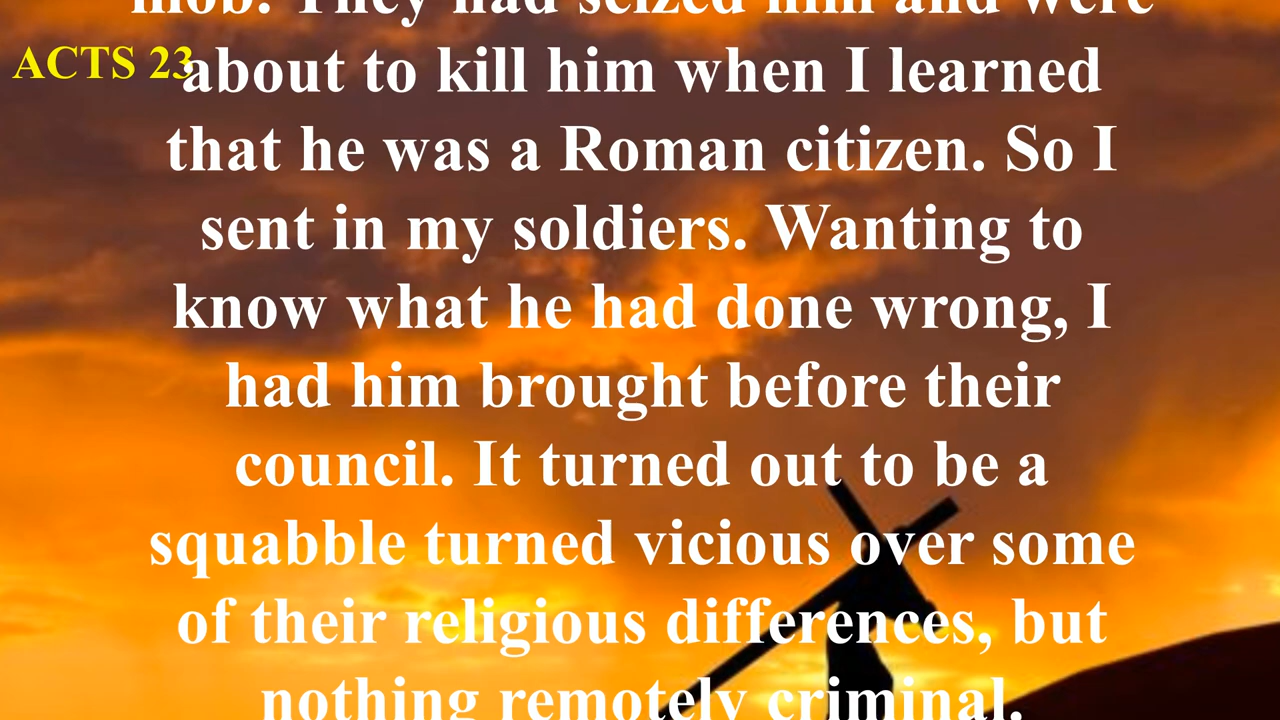 mob. They had seized him and were
ACTS 23
about to kill him when I learned
that he was a Roman citizen. So I
sent in my soldiers. Wanting to
know what he had done wrong, I
had him brought before their
council. It turned out to be a
squabble turned vicious over some
of their religious differences, but
nothing remotely criminal.